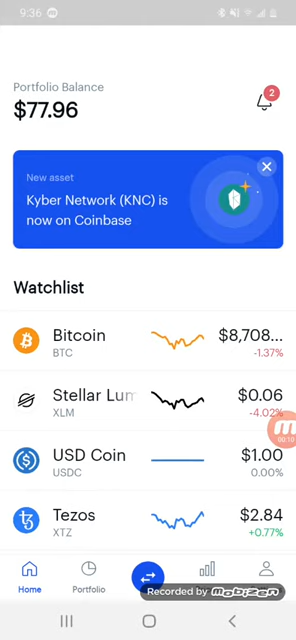 9:36
Portfolio Balance
$77.96
2
New asset
Kyber Network (KNC) is
now on Coinbase
Watchlist
Bitcoin
$8,708...
BTC
-1.37%
Stellar Lum
$0.06
XLM
-4.02%
00:10
USD Coin
$1.00
USDC
0.00%
Tezos
$2.84
XTZ
+0.77%
Home
Portfolio
Recorded by mobizen